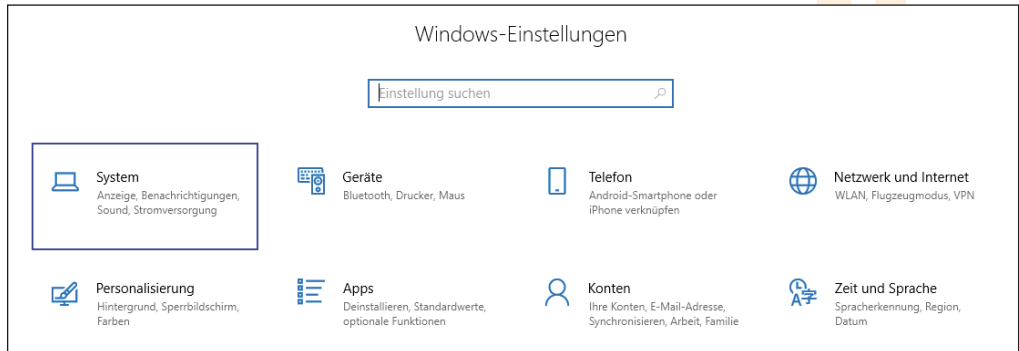 Windows-Einstellungen
Einstellung suchen
System
Anzeige, Benachrichtigungen,
Sound, Stromversorgung
Geräte
Bluetooth, Drucker, Maus
Telefon
Android-Smartphone oder
iPhone verknüpfen
Netzwerk und Internet
WLAN, Flugzeugmodus, VPN
Personalisierung
Hintergrund, Sperrbildschirm,
Farben
Apps
Deinstallieren, Standardwerte,
optionale Funktionen
Konten
Ihre Konten, E-Mail-Adresse,
Synchronisieren, Arbeit, Familie
A字
Zeit und Sprache
Spracherkennung, Region,
Datum